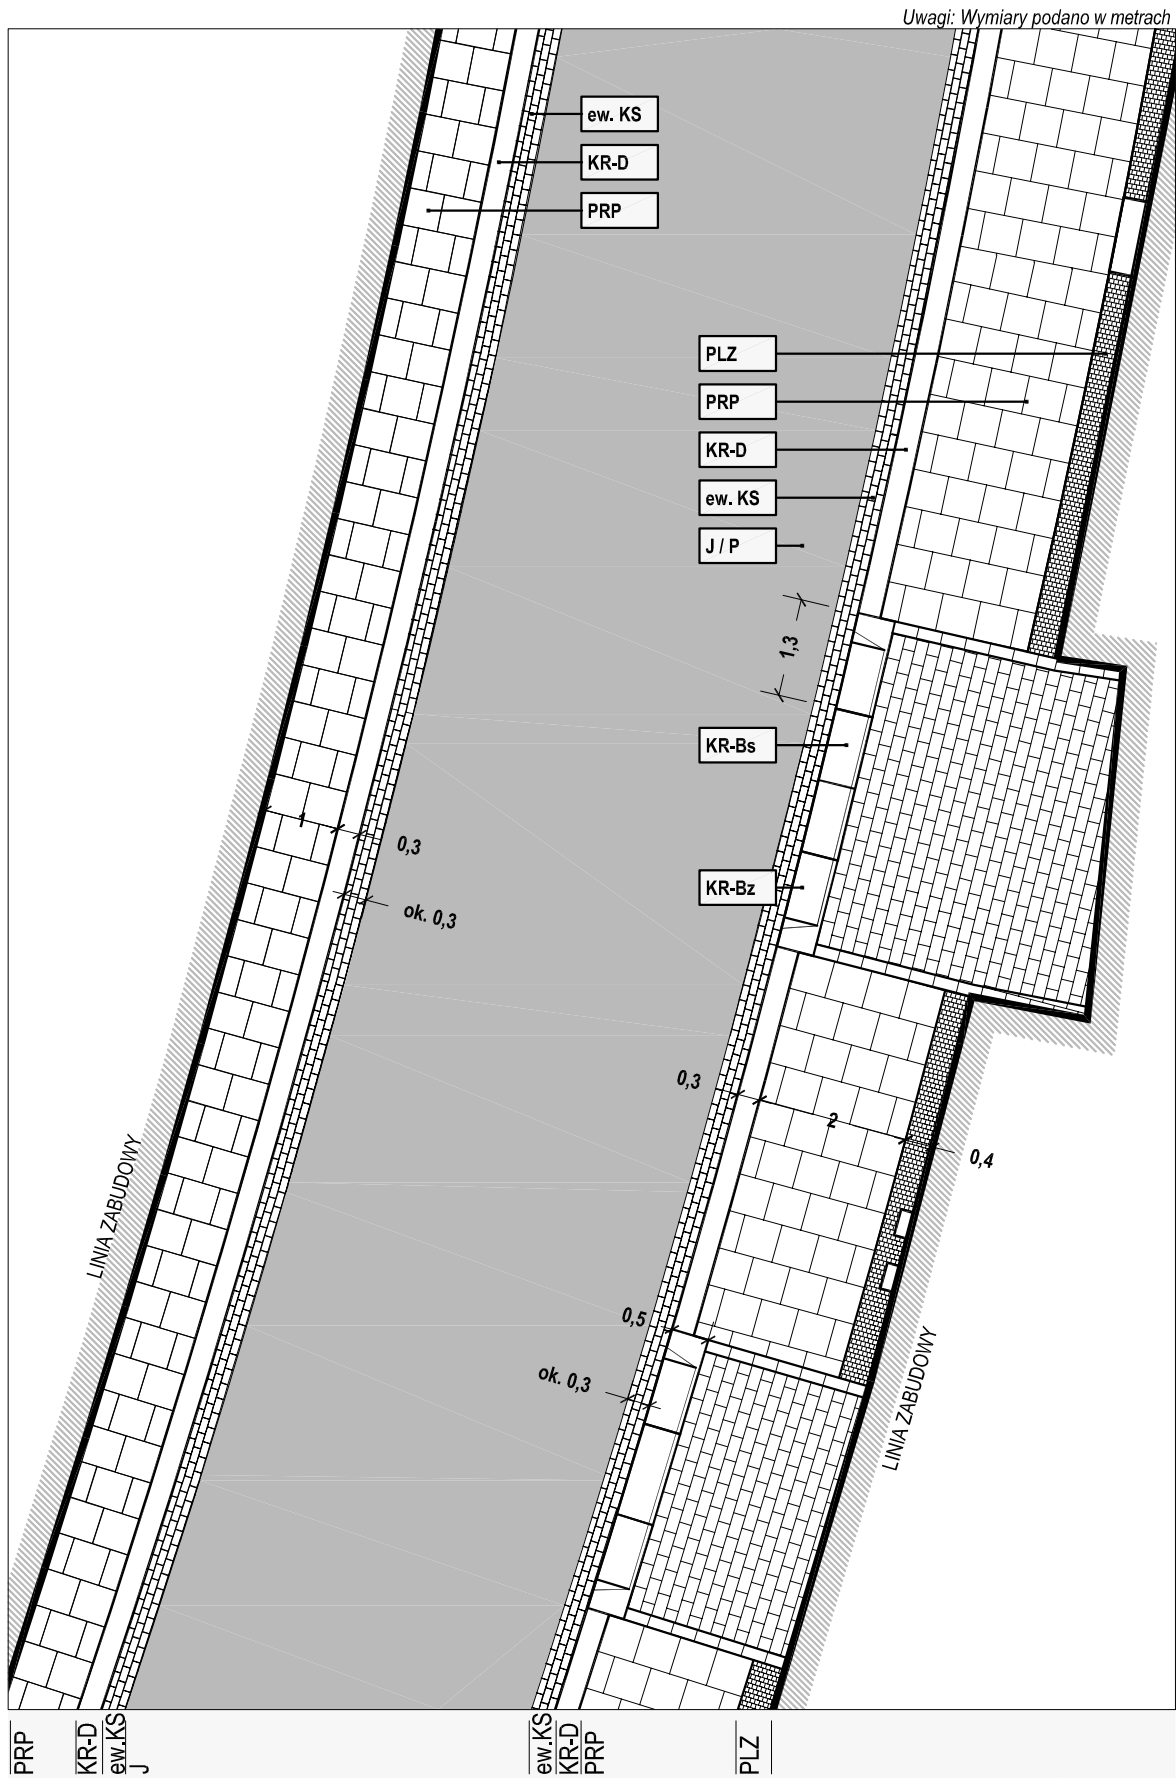 Uwagi: Wymiary podano w metrach
ew. KS
KR-D
PRP
PLZ
PRP
KR-D
ew. KS
J / P
1,3
KR-Bs
1
0,3
KR-Bz
ok. 0,3
0,3
2
0,4
LINIA ZABUDOWY
0,5
ok. 0,3
LINIA ZABUDOWY
PRP
KR-D
ew.KS
J
ew.KS
KR-D
PRP
PLZ